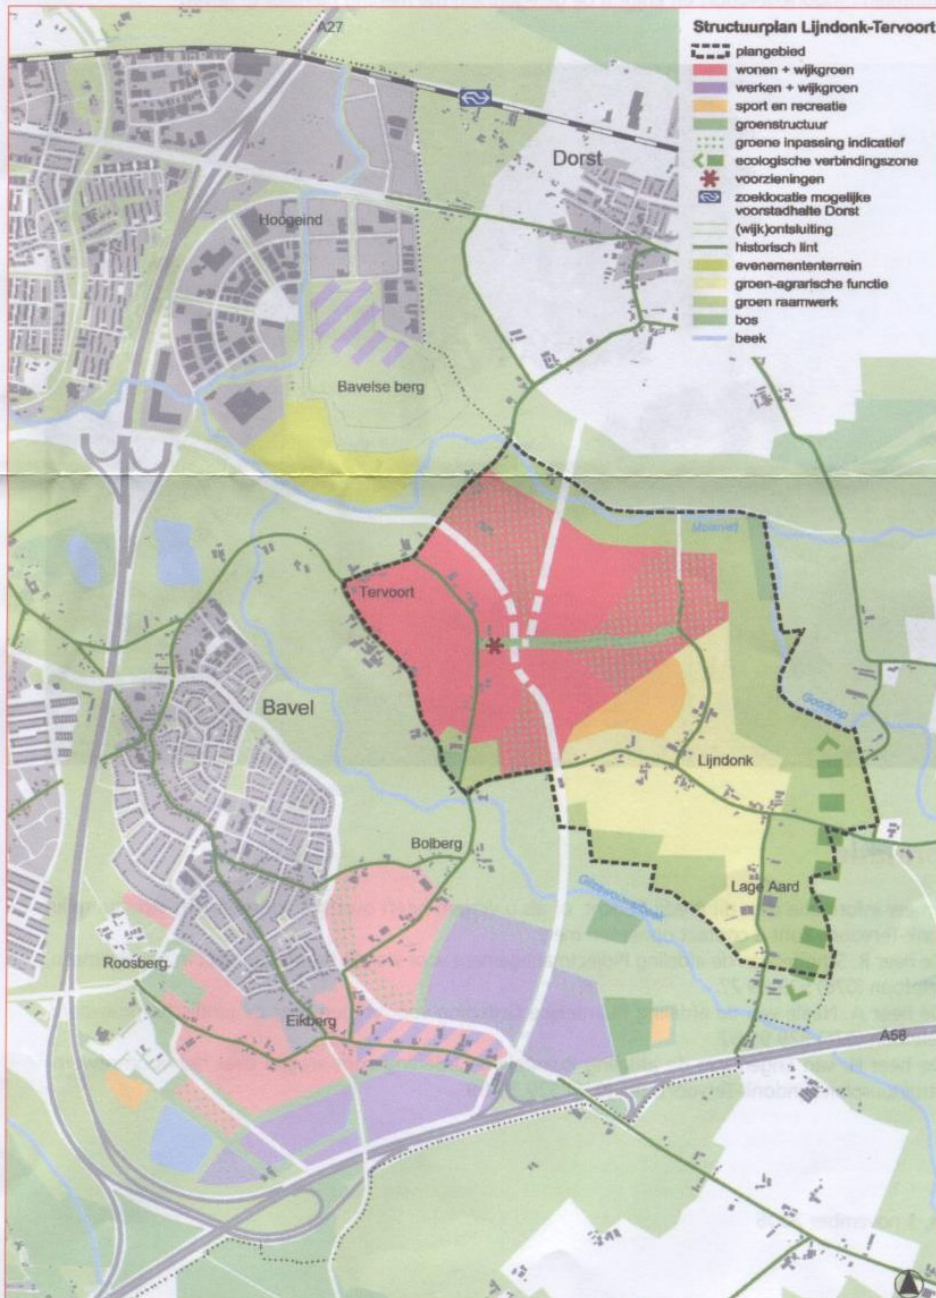 Structuurplan Lijndonk-Tervoort
plangebied
wonen + wijkgroen
werken + wijkgroen
sport en recreatie
groenstructuur
groene inpassing indicatief
ecologische verbindingszone
voorzieningen
zoeklocatie mogelijke
voorstadhalte Dorst
(wijk)ontsluiting
historisch lint
evenemententerrein
groen-agrarische functie
groen raamwerk
bos
beek
A27
Dorst
Hoogeind
Bavelse berg
Molenleij
Tervoort
Bavel
Lijndonk
Bolberg
Lage Aard
Roosberg
Eikberg
A58